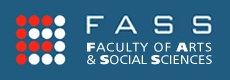 FASS
FACULTY OF ARTS
& SOCIAL SCIENCES